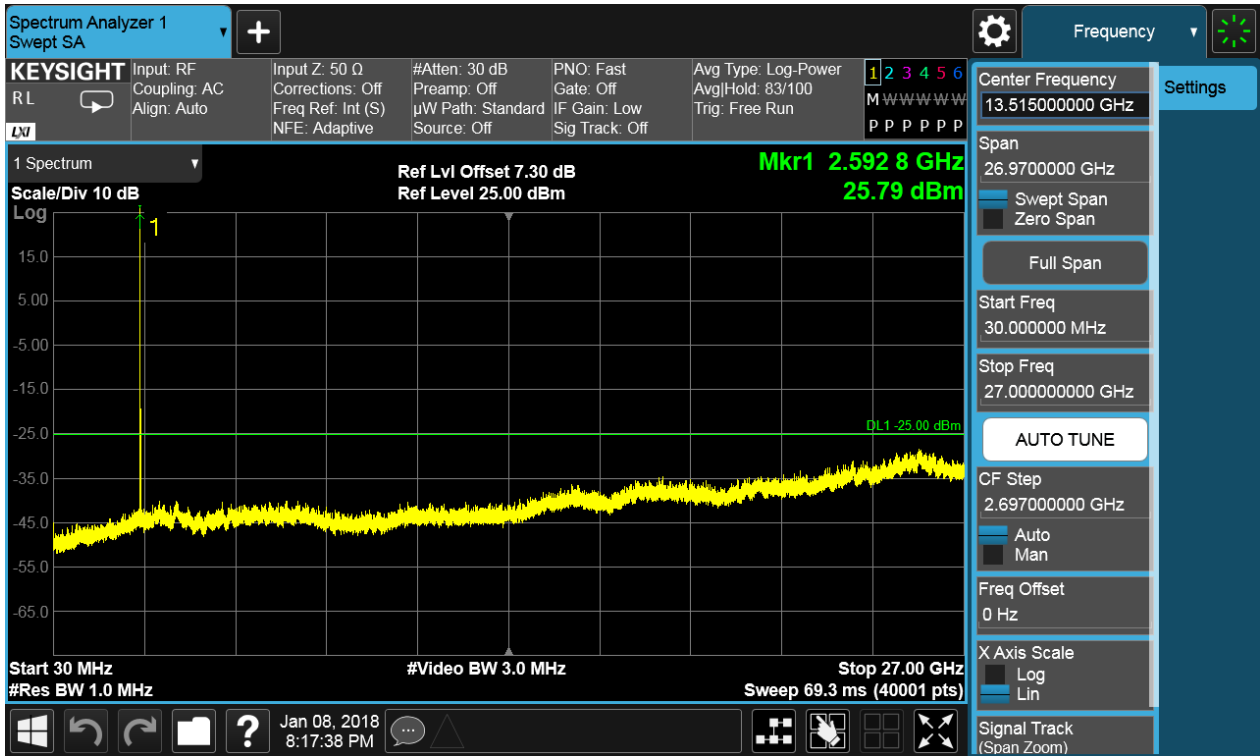 Spectrum Analyzer 1
Swept SA
+
Frequency
KEYSIGHT
R L
LXI
Input: RF
Coupling: AC
Align: Auto
Input Z: 50 Ω
Corrections: Off
Freq Ref: Int (S)
NFE: Adaptive
#Atten: 30 dB
Preamp: Off
µW Path: Standard
Source: Off
PNO: Fast
Gate: Off
IF Gain: Low
Sig Track: Off
Avg Type: Log-Power
Avg|Hold: 83/100
Trig: Free Run
1 2 3 4 5 6
M W W W W W
P P P P P P
1 Spectrum
Scale/Div 10 dB
Log
Ref Lvl Offset 7.30 dB
Ref Level 25.00 dBm
Mkr1 2.592 8 GHz
25.79 dBm
1
15.0
5.00
-5.00
-15.0
-25.0
-35.0
-45.0
-55.0
-65.0
DL1 -25.00 dBm
Start 30 MHz
#Res BW 1.0 MHz
#Video BW 3.0 MHz
Stop 27.00 GHz
Sweep 69.3 ms (40001 pts)
Center Frequency
13.515000000 GHz
Span
26.9700000 GHz
Swept Span
Zero Span
Full Span
Start Freq
30.000000 MHz
Stop Freq
27.000000000 GHz
AUTO TUNE
CF Step
2.697000000 GHz
Auto
Man
Freq Offset
0 Hz
X Axis Scale
Log
Lin
Signal Track
(Span Zoom)
Settings
?
Jan 08, 2018
8:17:38 PM